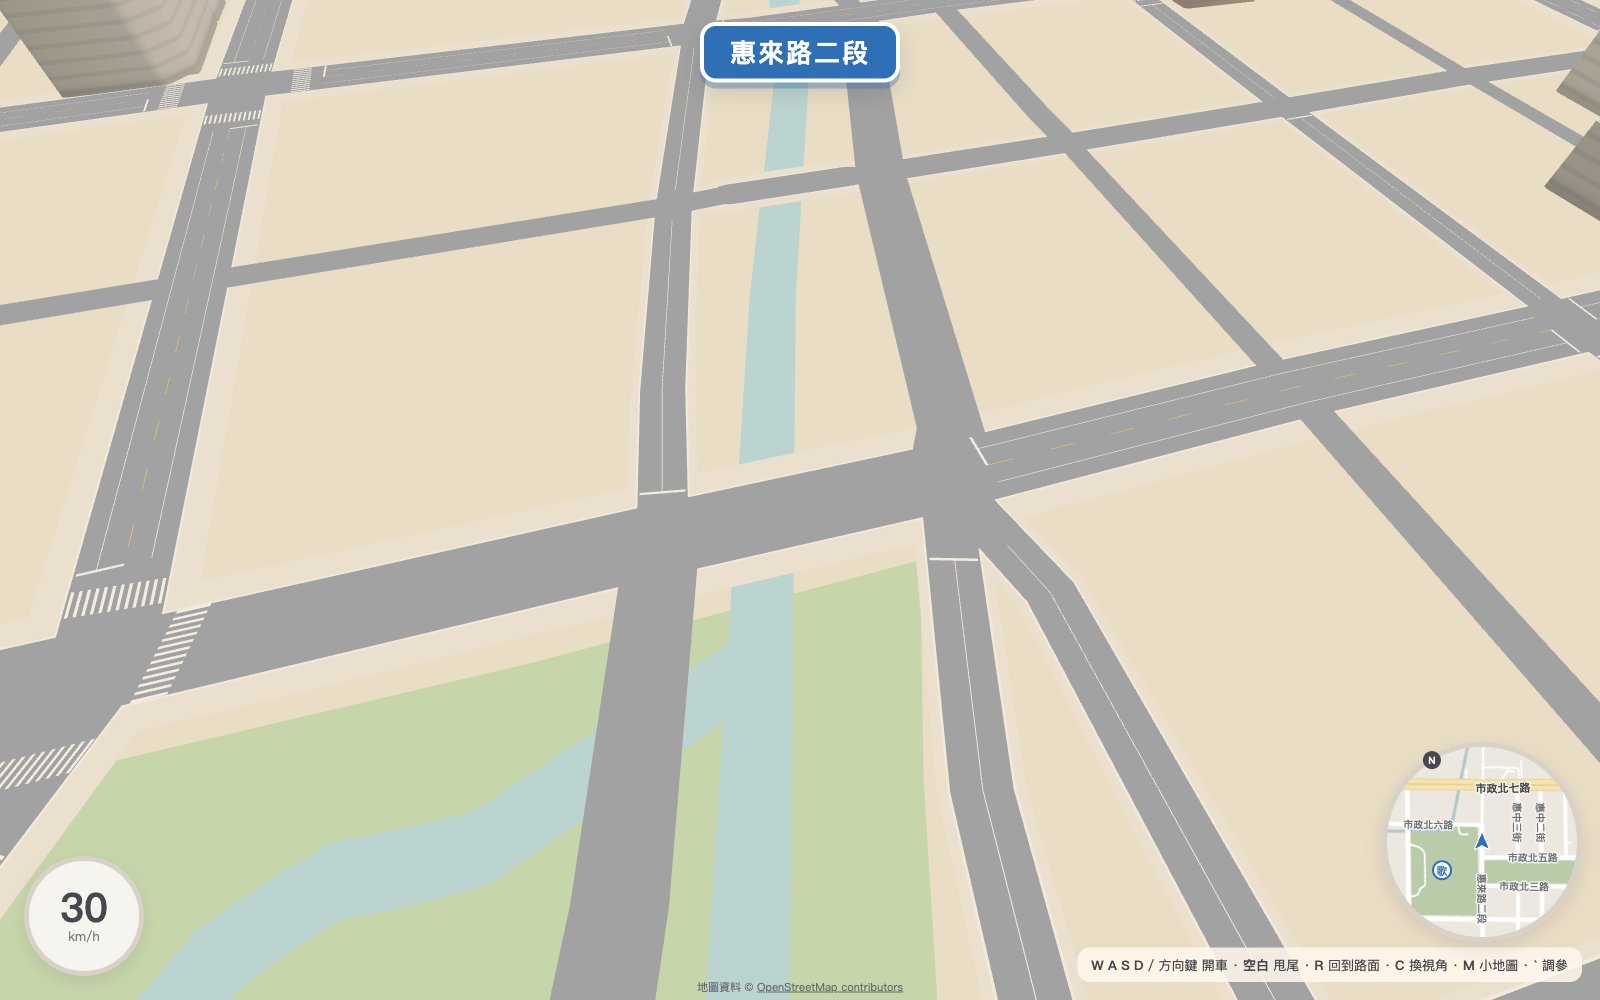 惠來路二段
N
市政北七路
惠中三街
惠中二街
市政北六路
市政北五路
歌
市政北三路
惠來路二段
30
km/h
W A S D / 方向鍵 開車 · 空白 甩尾 · R 回到路面 · C 換視角 · M 小地圖 · ` 調參
地圖資料 © OpenStreetMap contributors